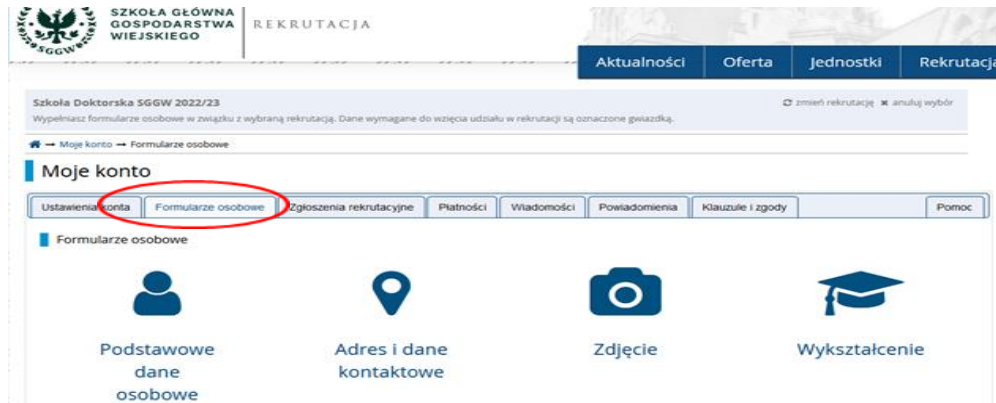 SZKOŁA GŁÓWNA
GOSPODARSTWA
WIEJSKIEGO
SGGW
REKRUTACJA
Aktualności Oferta Jednostki Rekrutacja
Szkoła Doktorska SGGW 2022/23
zmień rekrutację anuluj wybór
Wypełniasz formularze osobowe w związku z wybraną rekrutacją. Dane wymagane do wzięcia udziału w rekrutacji są oznaczone gwiazdką.
→ Moje konto → Formularze osobowe
Moje konto
Ustawienia konta Formularze osobowe Zgłoszenia rekrutacyjne Płatności Wiadomości Powiadomienia Klauzule i zgody Pomoc
Formularze osobowe
Podstawowe
dane
osobowe
Adres i dane
kontaktowe
Zdjęcie
Wykształcenie